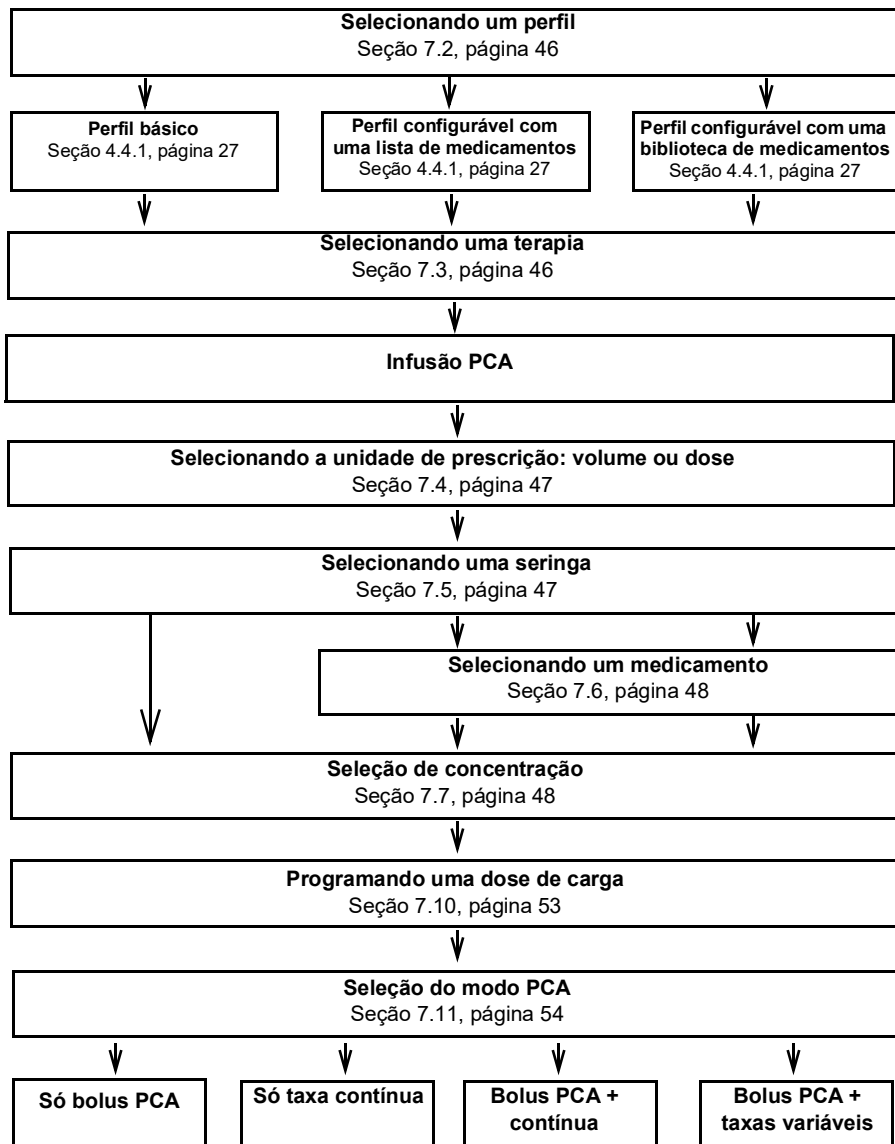 Selecionando um perfil
Seção 7.2, página 46
Perfil básico
Seção 4.4.1, página 27
Perfil configurável com
uma lista de medicamentos
Seção 4.4.1, página 27
Perfil configurável com uma
biblioteca de medicamentos
Seção 4.4.1, página 27
Selecionando uma terapia
Seção 7.3, página 46
Infusão PCA
Selecionando a unidade de prescrição: volume ou dose
Seção 7.4, página 47
Selecionando uma seringa
Seção 7.5, página 47
Selecionando um medicamento
Seção 7.6, página 48
Seleção de concentração
Seção 7.7, página 48
Programando uma dose de carga
Seção 7.10, página 53
Seleção do modo PCA
Seção 7.11, página 54
Só bolus PCA
Só taxa contínua
Bolus PCA +
contínua
Bolus PCA +
taxas variáveis